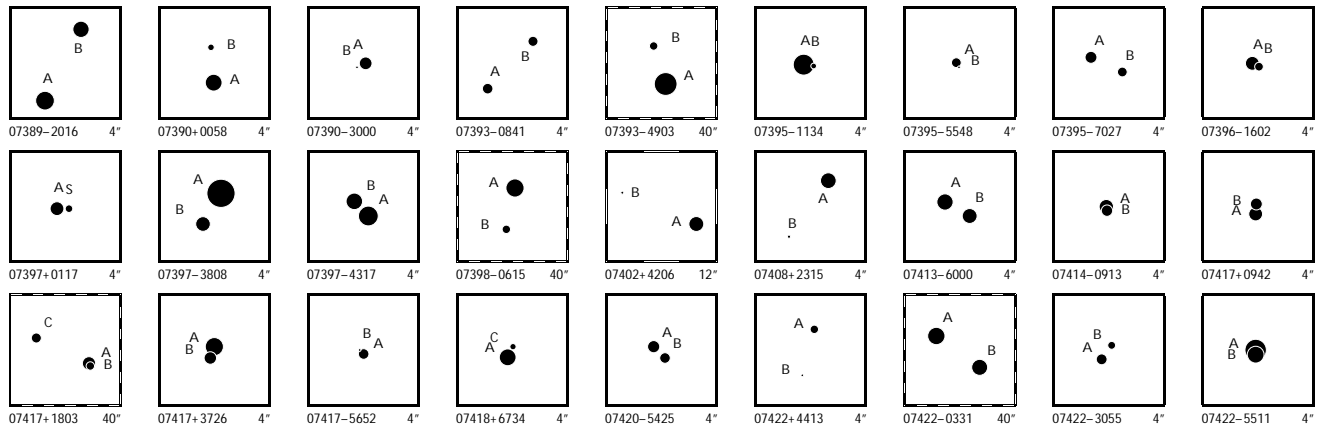 B
A
07389–2016 4″
B
A
07390+0058 4″
B A
07390–3000 4″
B
A
07393–0841 4″
B
A
07393–4903 40″
AB
07395–1134 4″
A
B
07395–5548 4″
A
B
07395–7027 4″
AB
07396–1602 4″
A S
07397+0117 4″
A
B
07397–3808 4″
B
A
07397–4317 4″
A
B
07398–0615 40″
B
A
07402+4206 12″
A
B
07408+2315 4″
A
B
07413–6000 4″
A
B
07414–0913 4″
B
A
07417+0942 4″
C
A
B
07417+1803 40″
A
B
07417+3726 4″
B
A
07417–5652 4″
C
A
07418+6734 4″
A
B
07420–5425 4″
A
B
07422+4413 4″
A
B
07422–0331 40″
B
A
07422–3055 4″
A
B
07422–5511 4″